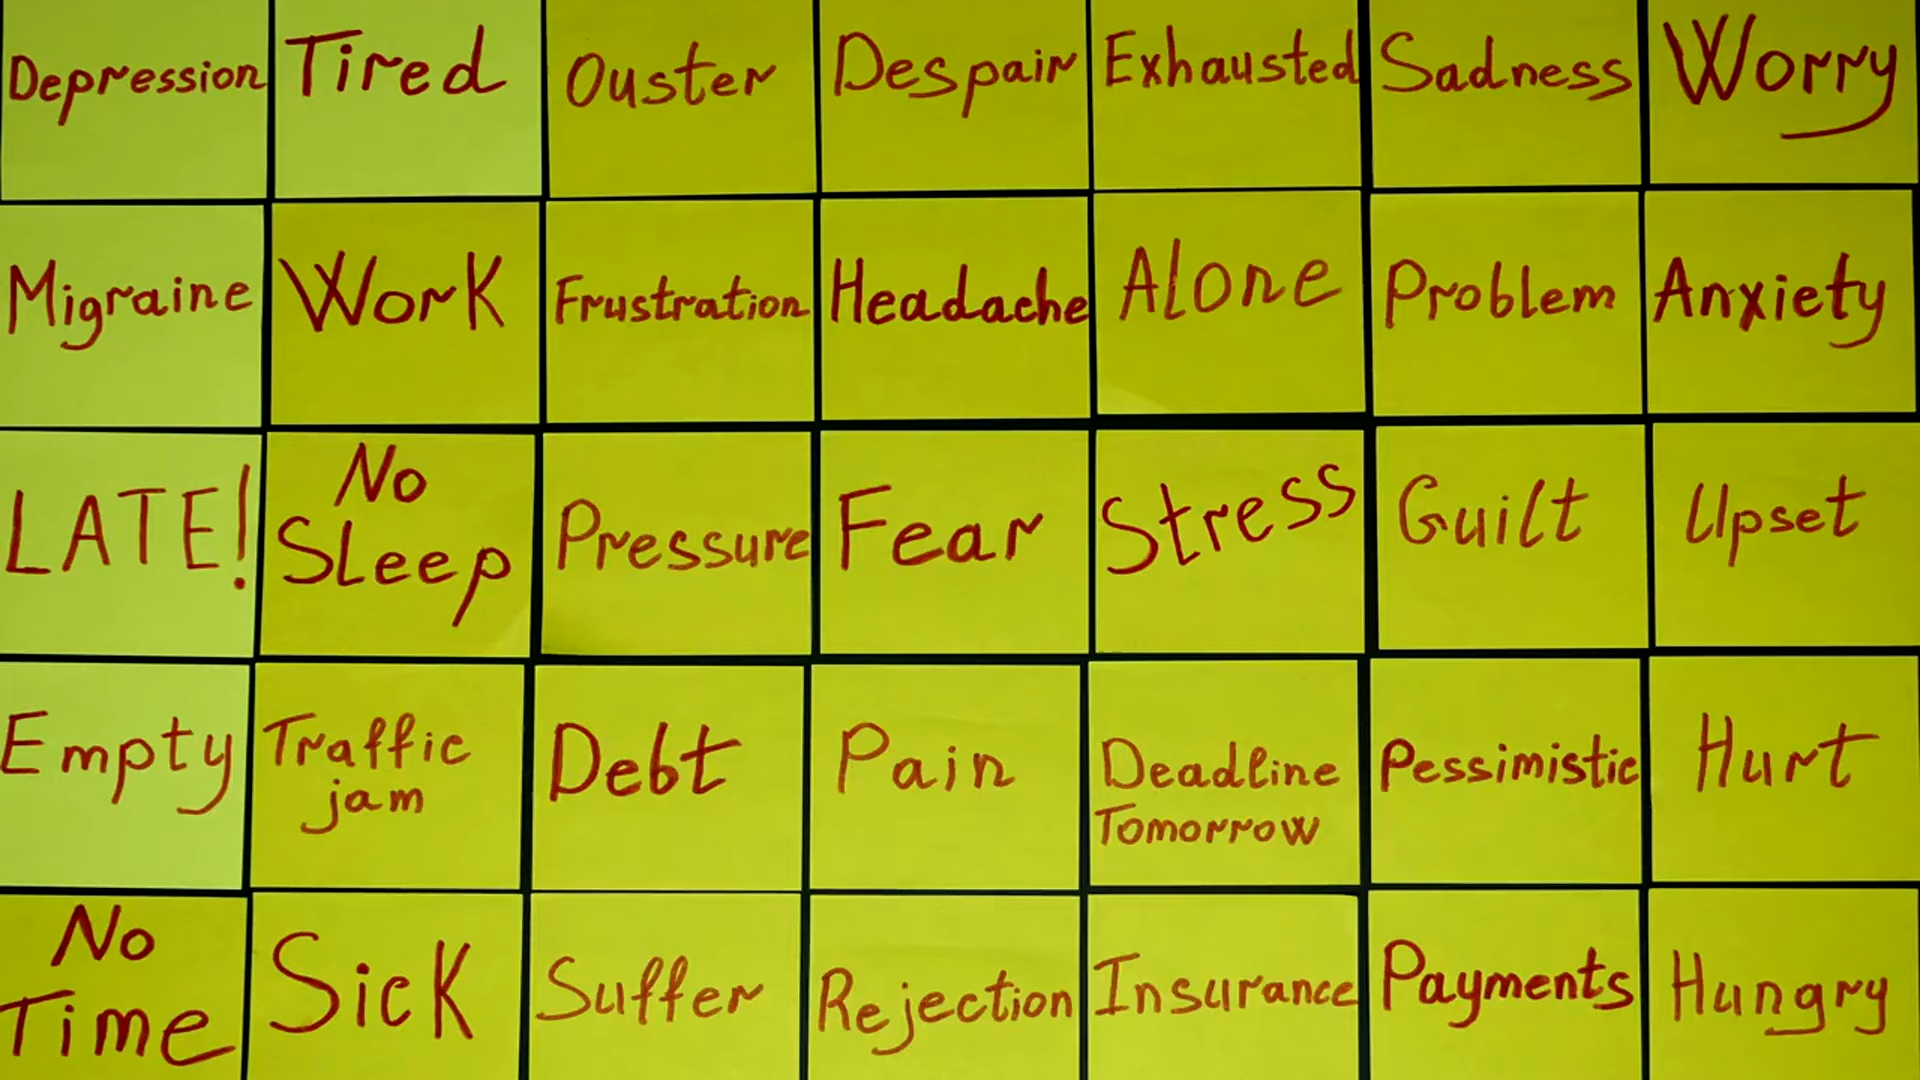 Depression Tired Ouster Despair Exhausted Sadness Worry
Migraine Work Frustration Headache Alone Problem Anxiety
LATE! No Sleep Pressure Fear Stress Guilt Upset
Empty Traffic jam Debt Pain Deadline Tomorrow Pessimistic Hurt
No Time Sick Suffer Rejection Insurance Payments Hungry